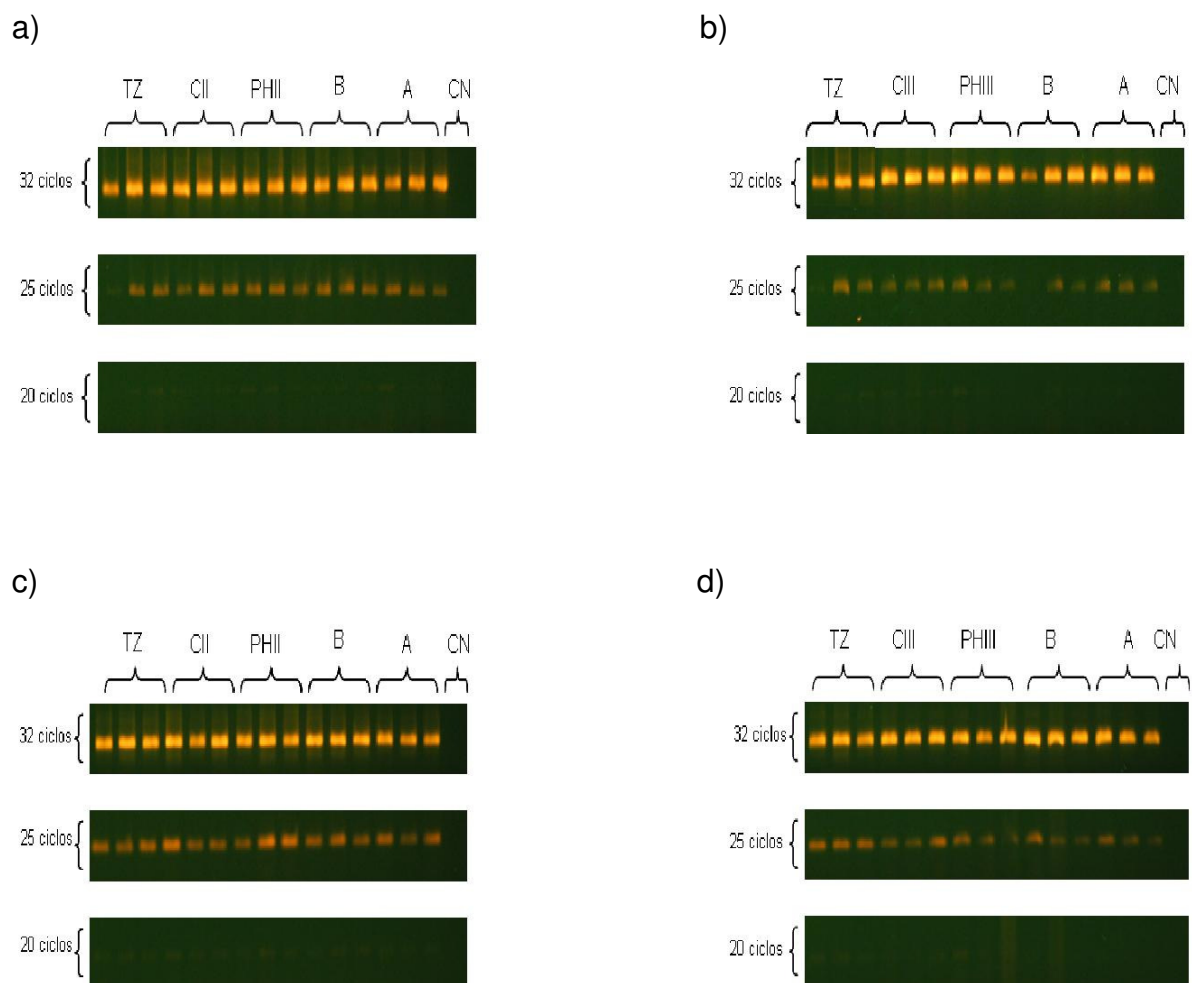 a)
TZ CII PHII B A CN
32 ciclos
25 ciclos
20 ciclos
b)
TZ CIII PHIII B A CN
32 ciclos
25 ciclos
20 ciclos
c)
TZ CII PHII B A CN
32 ciclos
25 ciclos
20 ciclos
d)
TZ CIII PHIII B A CN
32 ciclos
25 ciclos
20 ciclos